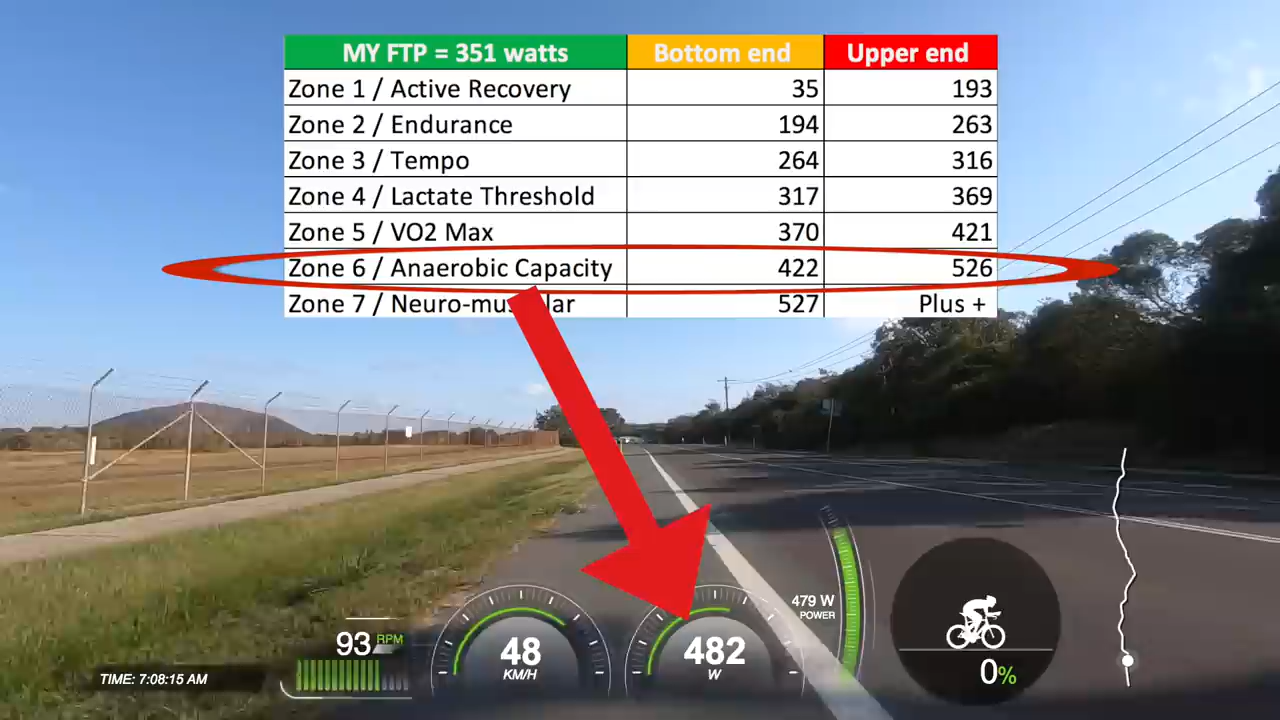 MY FTP = 351 watts Bottom end Upper end
Zone 1 / Active Recovery 35 193
Zone 2 / Endurance 194 263
Zone 3 / Tempo 264 316
Zone 4 / Lactate Threshold 317 369
Zone 5 / VO2 Max 370 421
Zone 6 / Anaerobic Capacity 422 526
Zone 7 / 527 Plus +
479 W
POWER
93 RPM
48
KM/H
482
W
0%
TIME: 7:08:15 AM